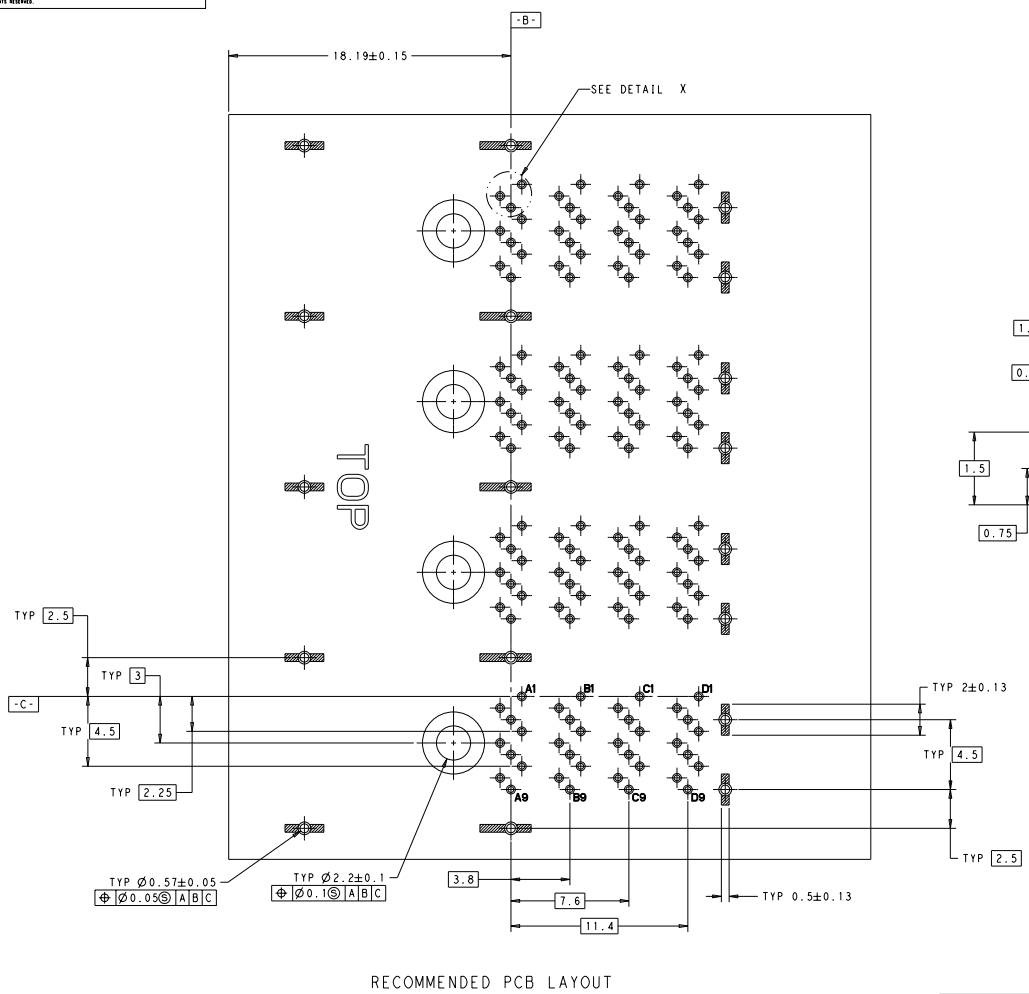 -B-
18.19±0.15
SEE DETAIL X
1.5
0.75
TOP
TYP 2.5
TYP 3
-C-
A1 B1 C1 D1
TYP 2±0.13
TYP 4.5
TYP 4.5
TYP 2.25
A9 B9 C9 D9
TYP 2.5
TYP Ø0.57±0.05
⌖ Ø0.05Ⓢ A B C
TYP Ø2.2±0.1
⌖ Ø0.1Ⓢ A B C
3.8
7.6
TYP 0.5±0.13
11.4
RECOMMENDED PCB LAYOUT